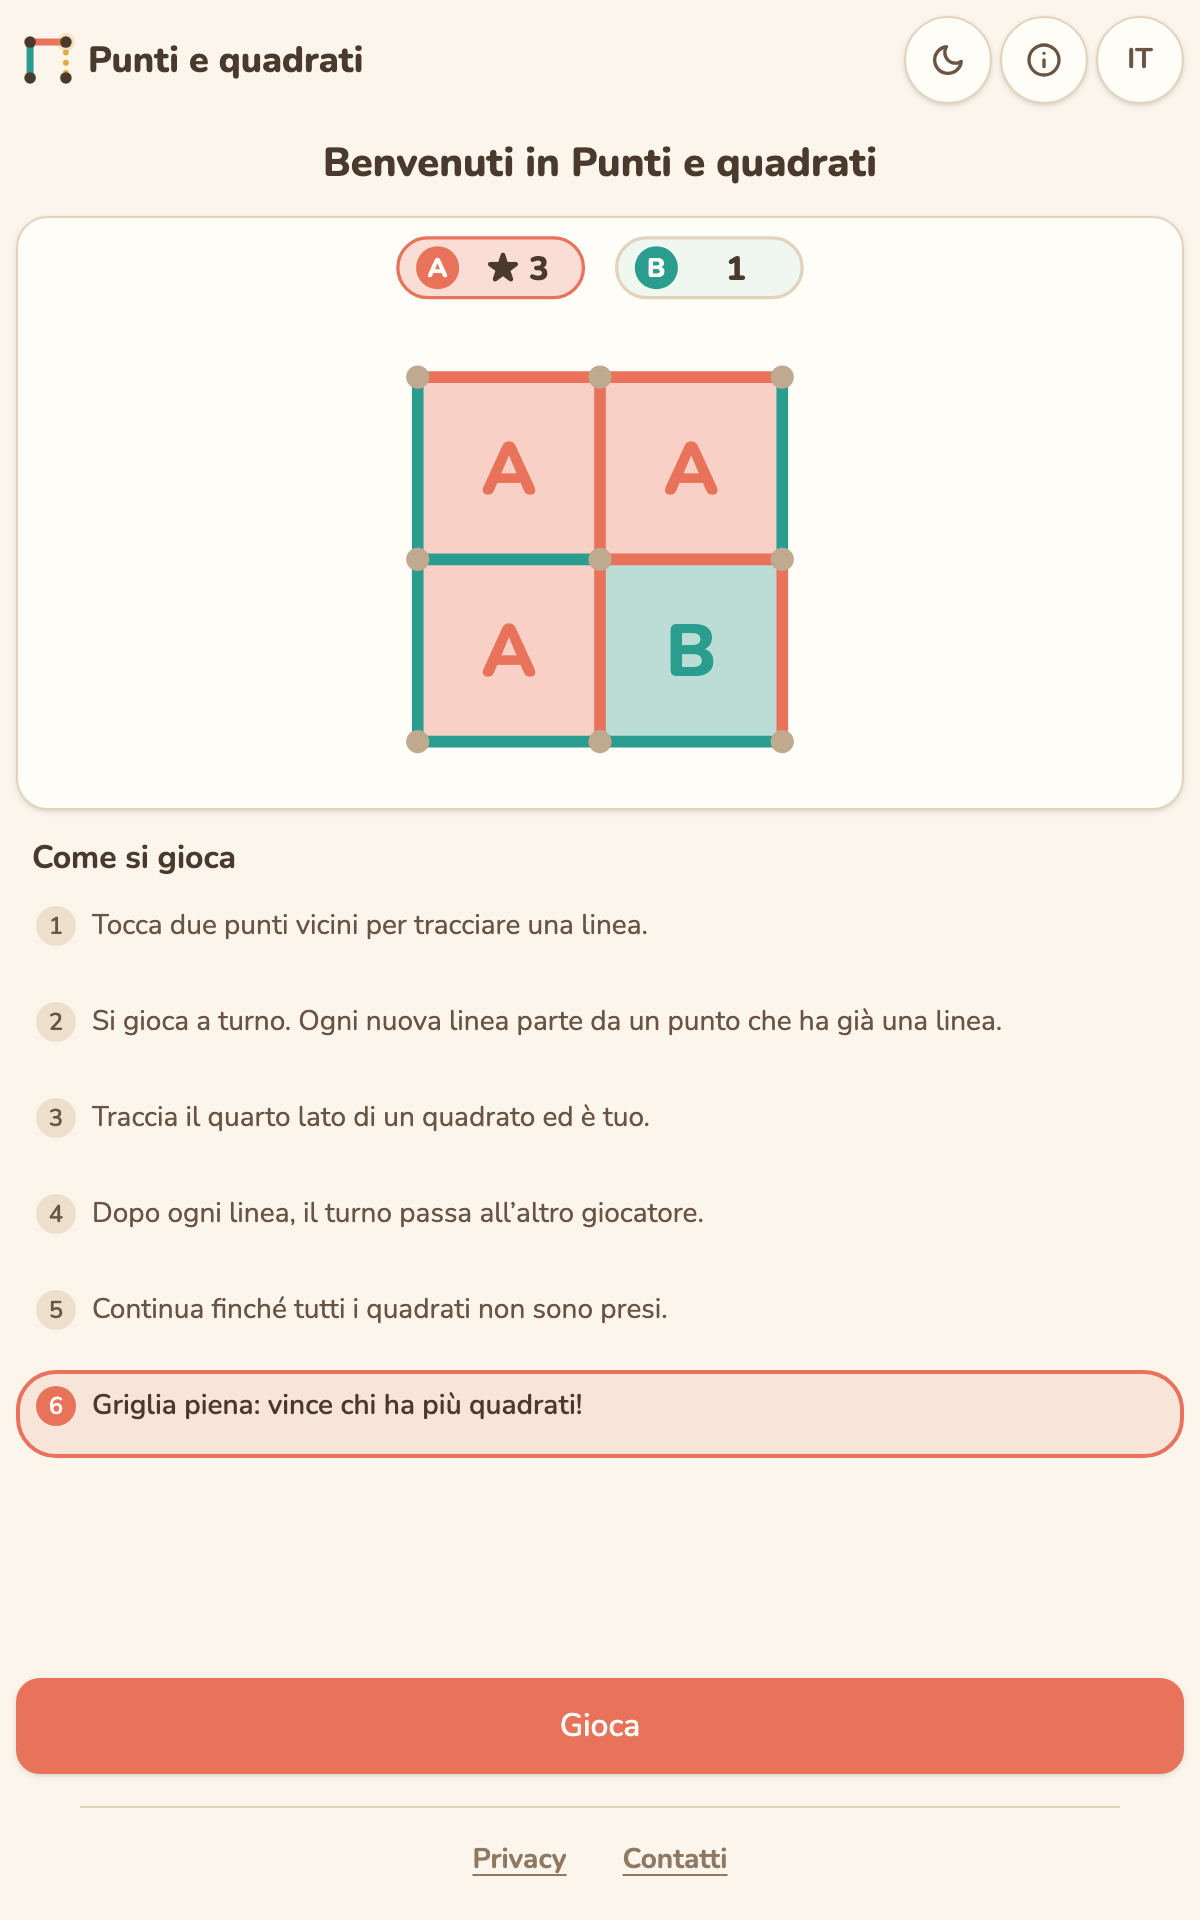 Punti e quadrati
IT
Benvenuti in Punti e quadrati
A ★ 3
B 1
A A
A B
Come si gioca
1 Tocca due punti vicini per tracciare una linea.
2 Si gioca a turno. Ogni nuova linea parte da un punto che ha già una linea.
3 Traccia il quarto lato di un quadrato ed è tuo.
4 Dopo ogni linea, il turno passa all’altro giocatore.
5 Continua finché tutti i quadrati non sono presi.
6 Griglia piena: vince chi ha più quadrati!
Gioca
Privacy Contatti